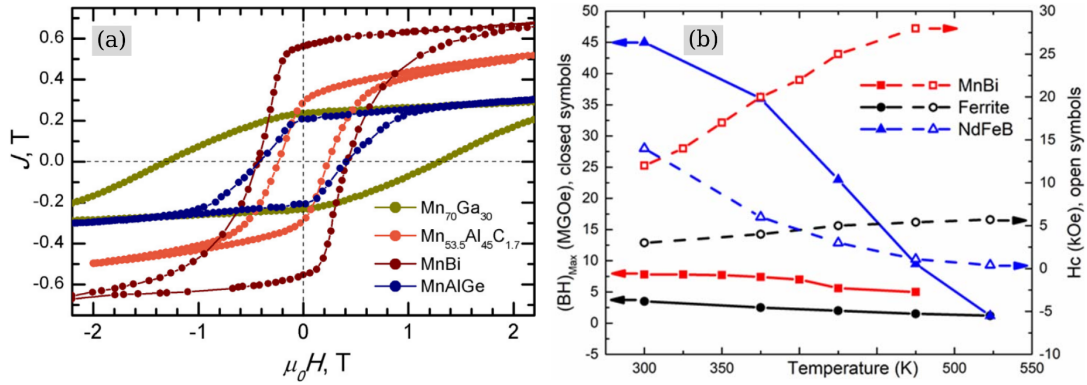 (a)
0.6
0.4
0.2
0.0
-0.2
-0.4
-0.6
J, T
-2
-1
0
1
2
μ₀H, T
Mn₇₀Ga₃₀
Mn₅₃.₅Al₄₅C₁.₇
MnBi
MnAlGe
(b)
50
45
40
35
30
25
20
15
10
5
0
-5
(BH)Max (MGOe), closed symbols
300
350
400
450
500
550
Temperature (K)
MnBi
Ferrite
NdFeB
30
25
20
15
10
5
0
-5
-10
Hc (kOe), open symbols